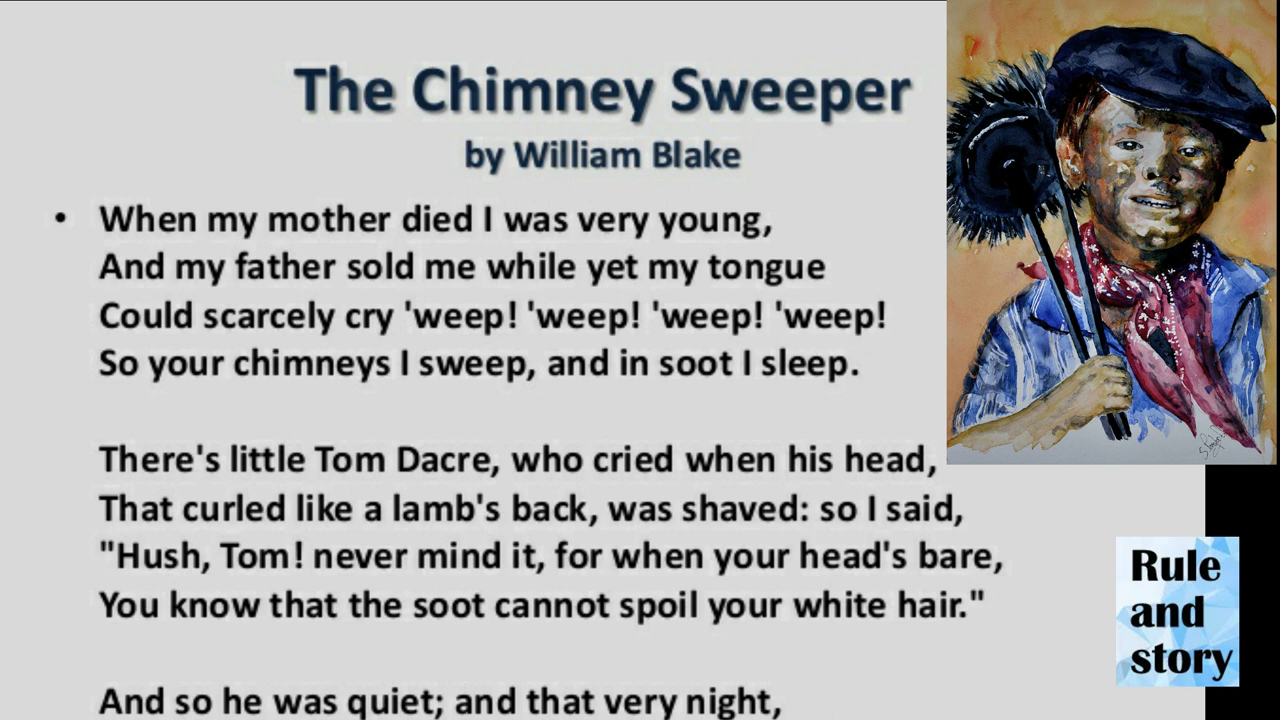 The Chimney Sweeper
by William Blake
• When my mother died I was very young,
And my father sold me while yet my tongue
Could scarcely cry 'weep! 'weep! 'weep! 'weep!
So your chimneys I sweep, and in soot I sleep.
There's little Tom Dacre, who cried when his head,
That curled like a lamb's back, was shaved: so I said,
"Hush, Tom! never mind it, for when your head's bare,
You know that the soot cannot spoil your white hair."
And so he was quiet; and that very night,
Rule
and
story